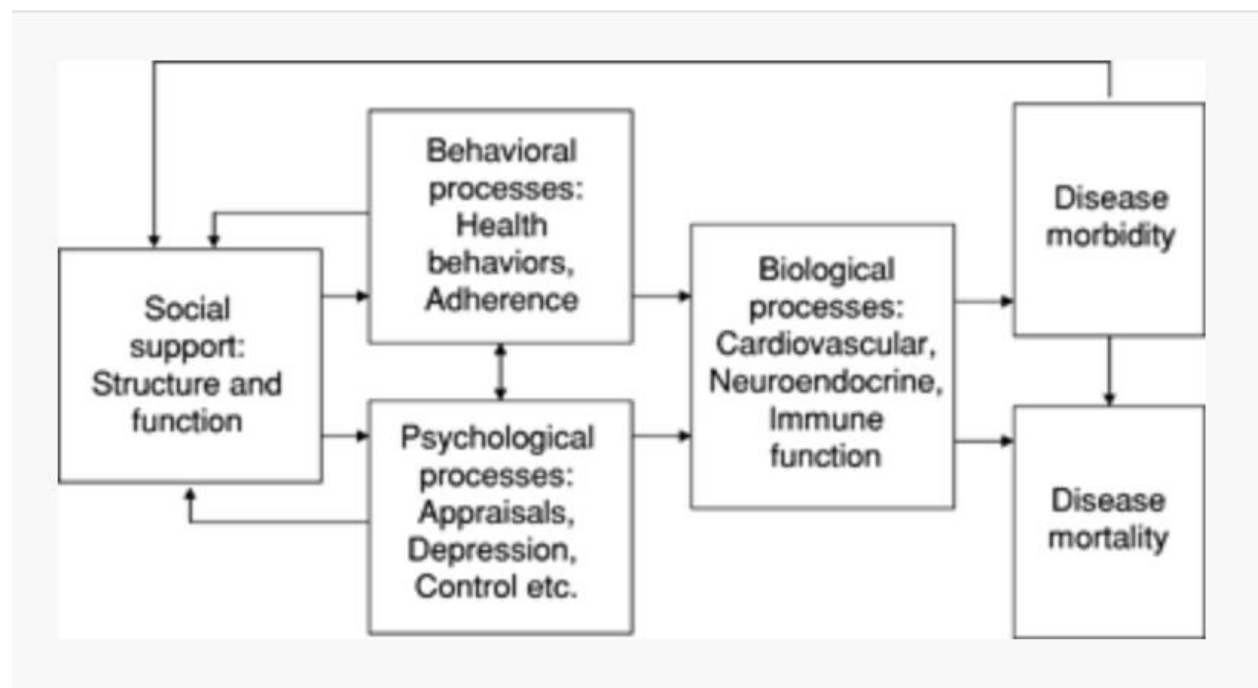 Social
support:
Structure and
function
Behavioral
processes:
Health
behaviors,
Adherence
Psychological
processes:
Appraisals,
Depression,
Control etc.
Biological
processes:
Cardiovascular,
Neuroendocrine,
Immune
function
Disease
morbidity
Disease
mortality